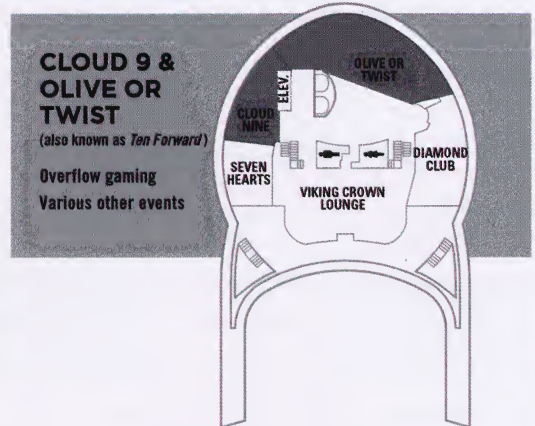 CLOUD 9 &
OLIVE OR
TWIST
(also known as Ten Forward)
Overflow gaming
Various other events
ELEV.
OLIVE OR
TWIST
CLOUD
NINE
SEVEN
HEARTS
DIAMOND
CLUB
VIKING CROWN
LOUNGE